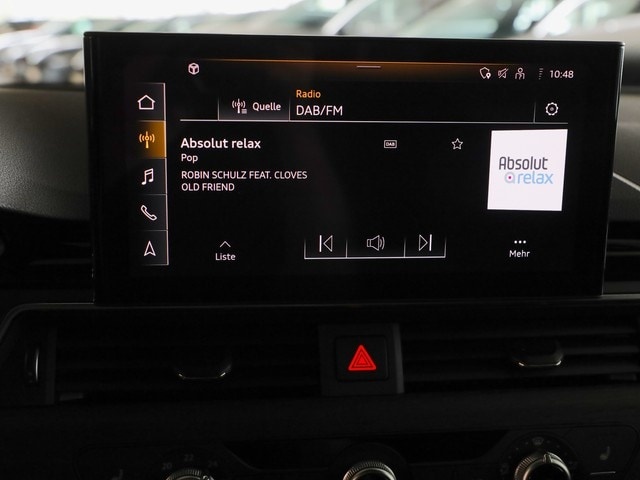 10:48
Radio
Quelle
DAB/FM
Absolut relax
DAB
Pop
ROBIN SCHULZ FEAT. CLOVES
OLD FRIEND
Absolut
relax
Liste
Mehr
22